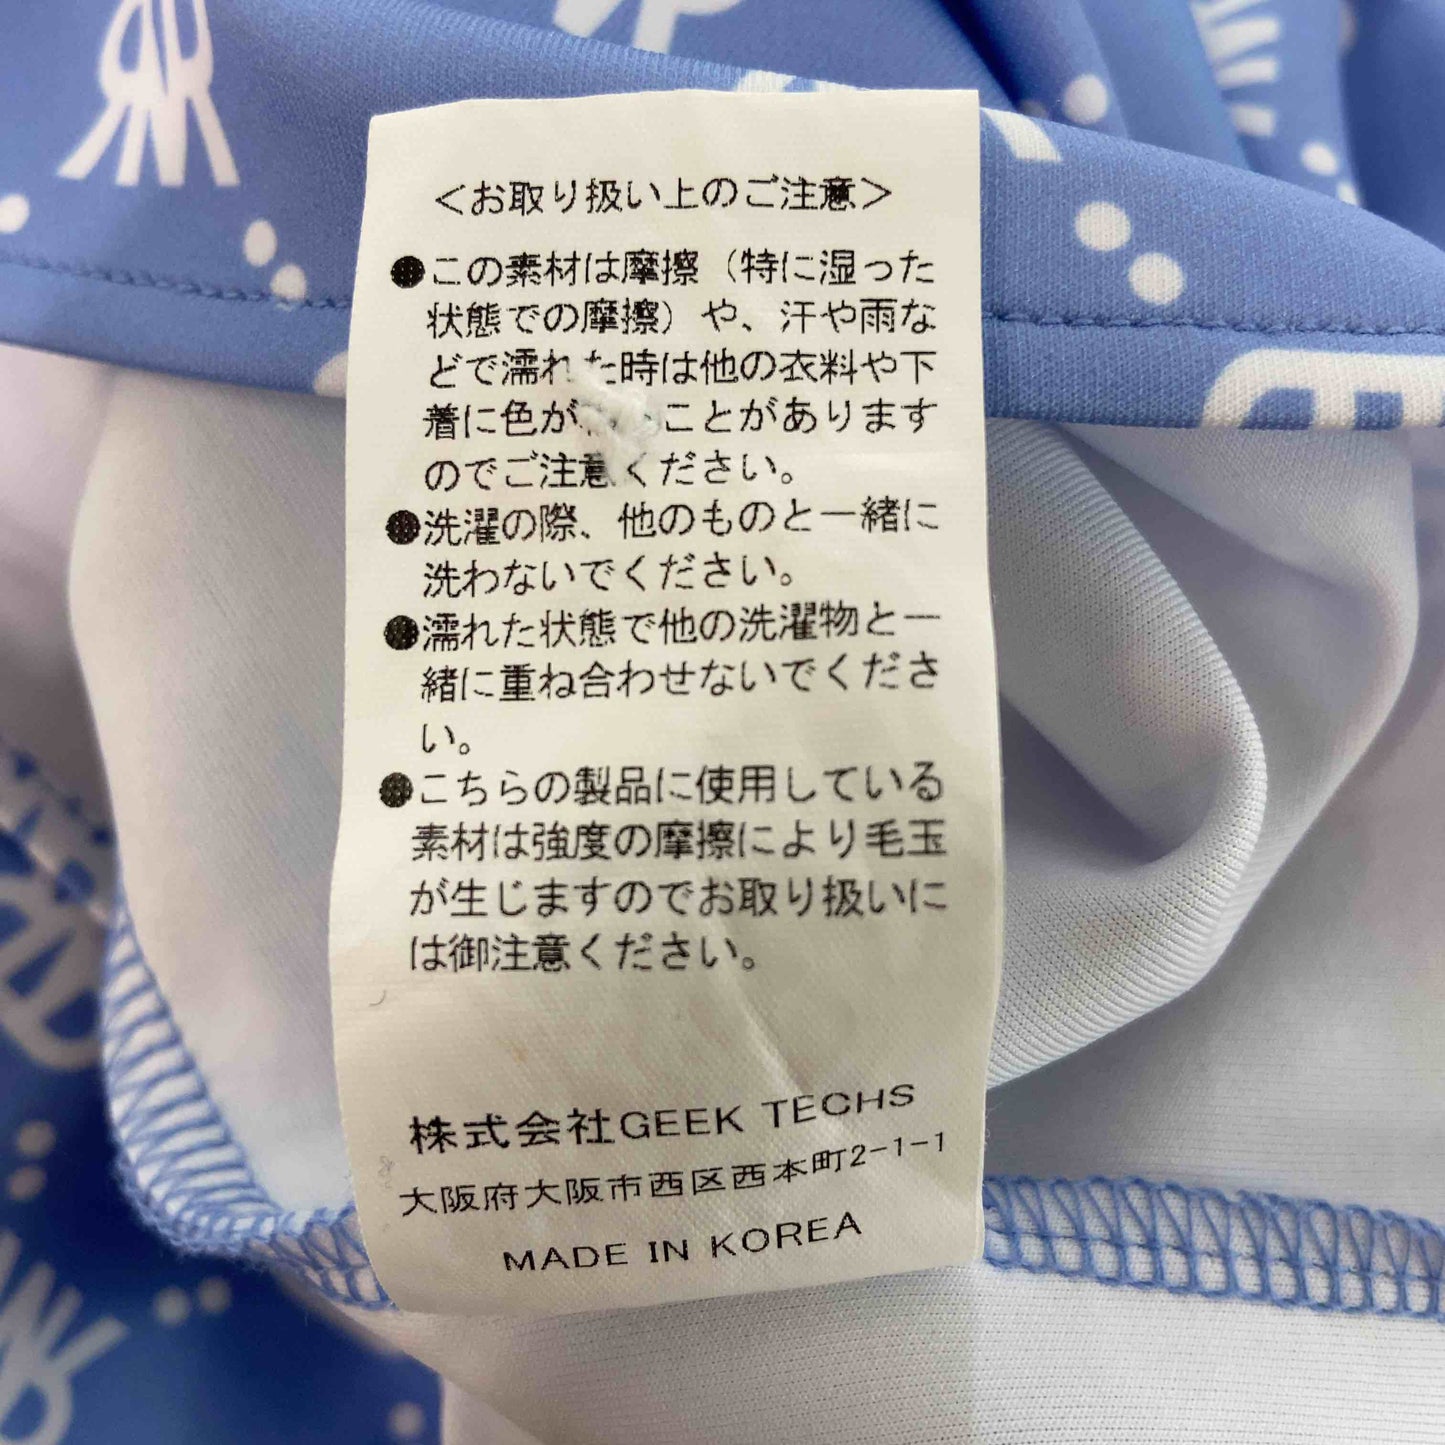 <お取り扱い上のご注意>
●この素材は摩擦（特に湿った
状態での摩擦）や、汗や雨な
どで濡れた時は他の衣料や下
着に色が ことがあります
のでご注意ください。
●洗濯の際、他のものと一緒に
洗わないでください。
●濡れた状態で他の洗濯物と一
緒に重ね合わせないでくださ
い。
●こちらの製品に使用している
素材は強度の摩擦により毛玉
が生じますのでお取り扱いに
は御注意ください。
株式会社GEEK TECHS
大阪府大阪市西区西本町2-1-1
MADE IN KOREA